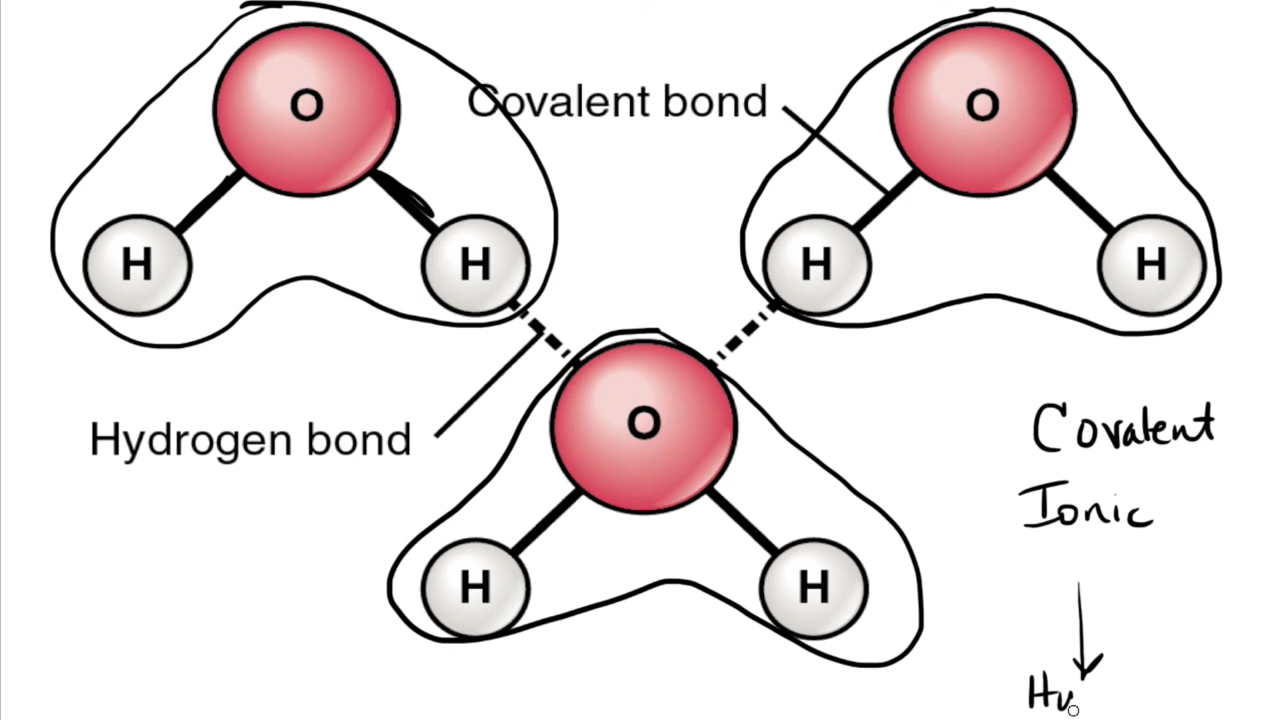 O
Covalent bond
O
H
H
H
H
O
Hydrogen bond
Covalent
Ionic
H
H